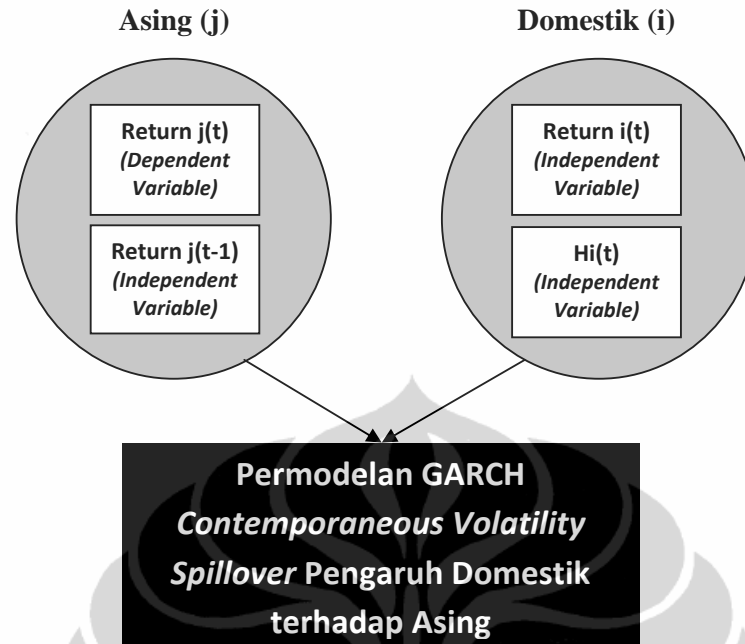 Asing (j)
Domestik (i)
Return j(t)
(Dependent
Variable)
Return j(t-1)
(Independent
Variable)
Return i(t)
(Independent
Variable)
Hi(t)
(Independent
Variable)
Permodelan GARCH
Contemporaneous Volatility
Spillover Pengaruh Domestik
terhadap Asing